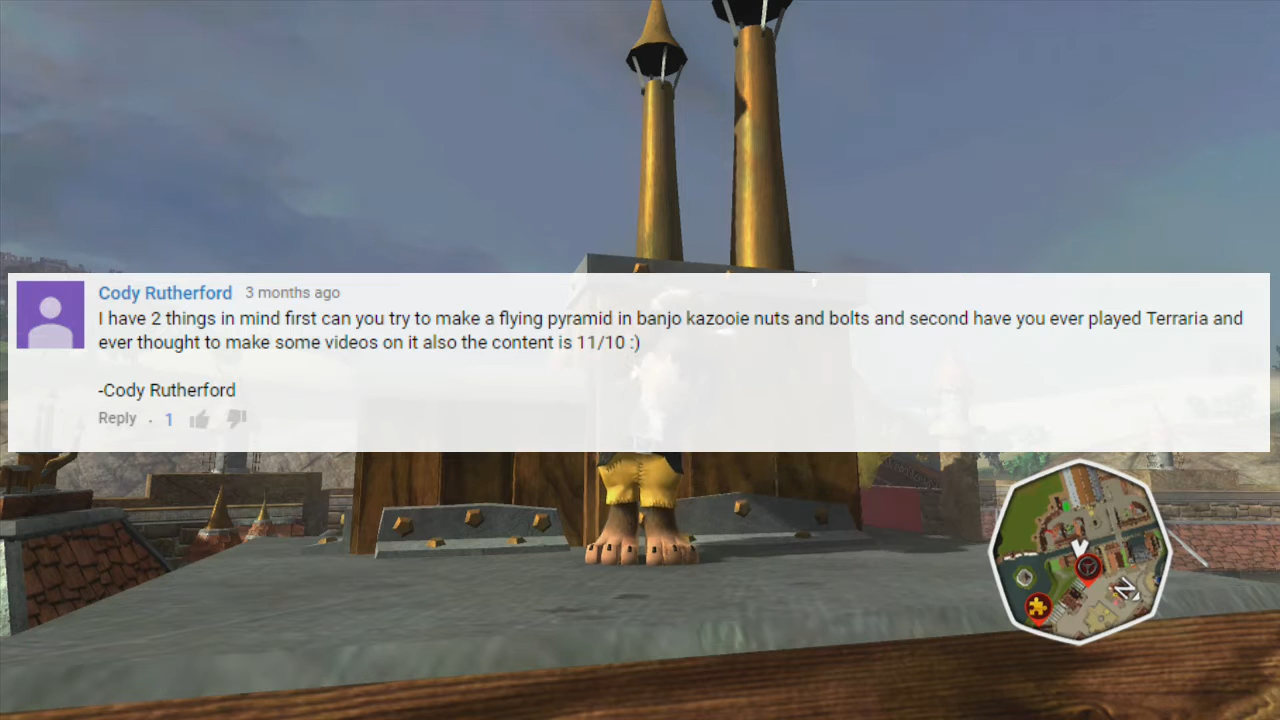 Cody Rutherford 3 months ago
I have 2 things in mind first can you try to make a flying pyramid in banjo kazooie nuts and bolts and second have you ever played Terraria and
ever thought to make some videos on it also the content is 11/10 :)
-Cody Rutherford
Reply · 1
N